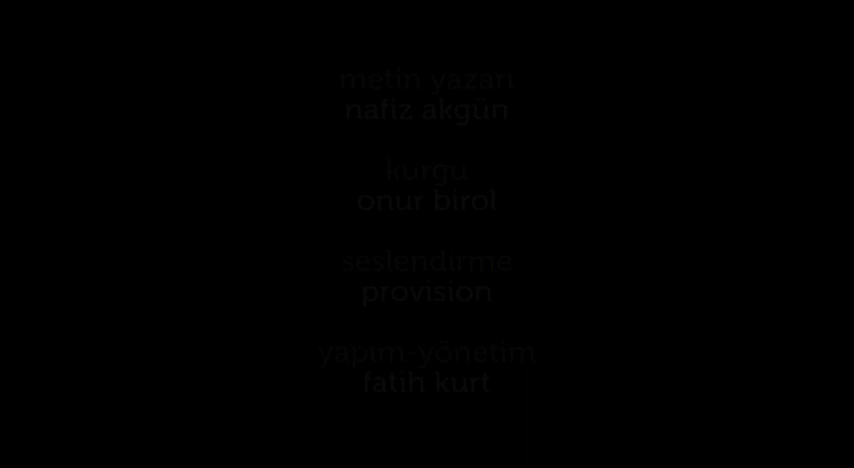 metin yazarı
nafiz akgün
kurgu
onur birol
seslendirme
provision
yapım-yönetim
fatih kurt